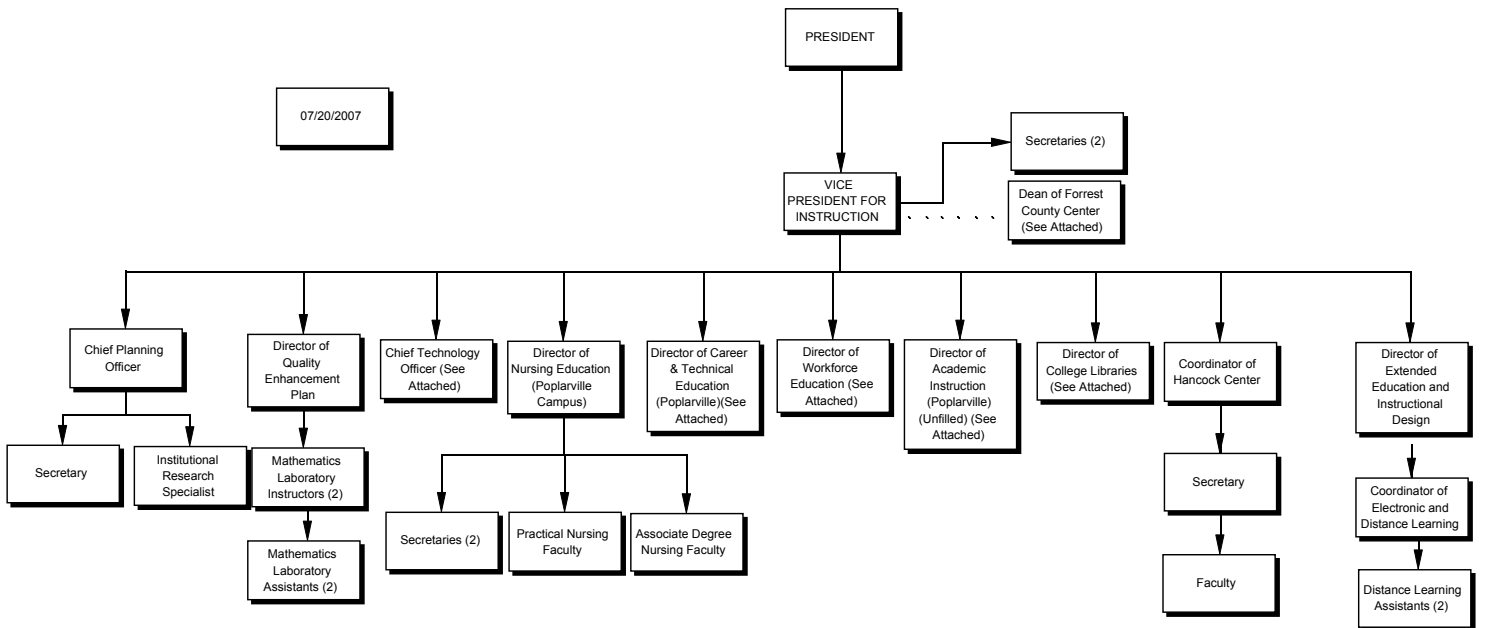 PRESIDENT
07/20/2007
Secretaries (2)
VICE
PRESIDENT FOR
INSTRUCTION
Dean of Forrest
County Center
(See Attached)
Chief Planning
Officer
Director of
Quality
Enhancement
Plan
Chief Technology
Officer (See
Attached)
Director of
Nursing Education
(Poplarville
Campus)
Director of Career
& Technical
Education
(Poplarville)(See
Attached)
Director of
Workforce
Education (See
Attached)
Director of
Academic
Instruction
(Poplarville)
(Unfilled) (See
Attached)
Director of
College Libraries
(See Attached)
Coordinator of
Hancock Center
Director of
Extended
Education and
Instructional
Design
Secretary
Institutional
Research
Specialist
Mathematics
Laboratory
Instructors (2)
Secretary
Coordinator of
Electronic and
Distance Learning
Secretaries (2)
Practical Nursing
Faculty
Associate Degree
Nursing Faculty
Mathematics
Laboratory
Assistants (2)
Faculty
Distance Learning
Assistants (2)